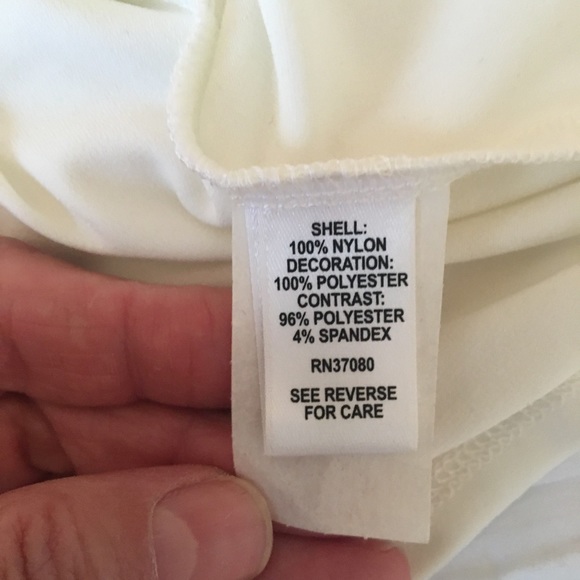 SHELL:
100% NYLON
DECORATION:
100% POLYESTER
CONTRAST:
96% POLYESTER
4% SPANDEX
RN37080
SEE REVERSE
FOR CARE